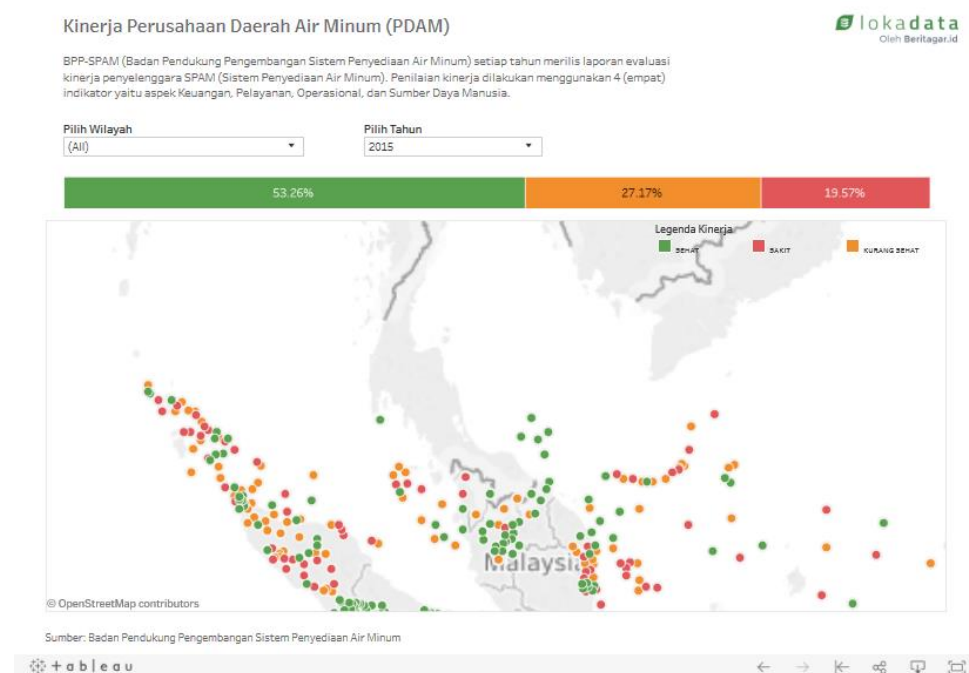 Kinerja Perusahaan Daerah Air Minum (PDAM)
lokadata
Oleh Beritagar.id
BPP-SPAM (Badan Pendukung Pengembangan Sistem Penyediaan Air Minum) setiap tahun merilis laporan evaluasi
kinerja penyelenggara SPAM (Sistem Penyediaan Air Minum). Penilaian kinerja dilakukan menggunakan 4 (empat)
indikator yaitu aspek Keuangan, Pelayanan, Operasional, dan Sumber Daya Manusia.
Pilih Wilayah
Pilih Tahun
(All)
2015
53.26%
27.17%
19.57%
Legenda Kinerja
SEHAT
SAKIT
KURANG SEHAT
Malaysia
© OpenStreetMap contributors
Sumber: Badan Pendukung Pengembangan Sistem Penyediaan Air Minum
+ableau